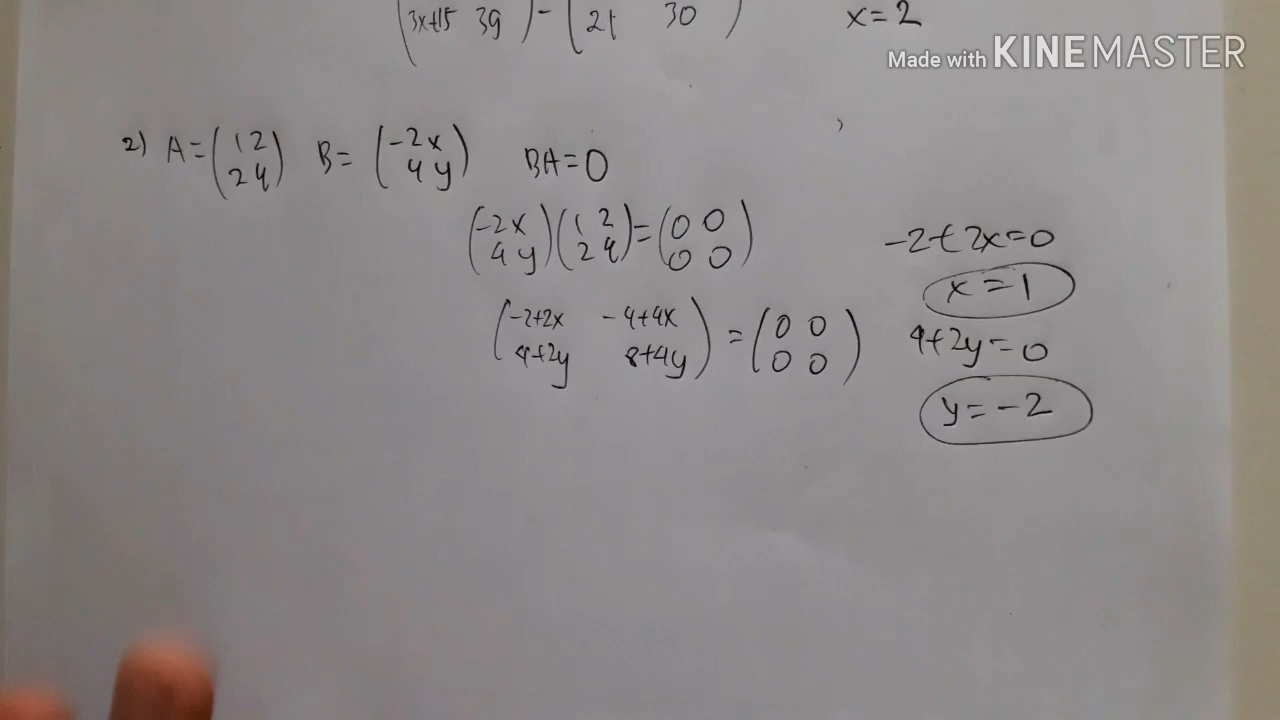 (3x+15 39) - (21 30) x=2
Made with KINEMASTER
2) A = (1 2
2 4) B = (-2 x
4 y) BA=0
(-2 x
4 y)(1 2
2 4) = (0 0
0 0)
(-2+2x -4+4x
4+2y 8+4y) = (0 0
0 0)
-2+2x=0
x=1
4+2y=0
y=-2